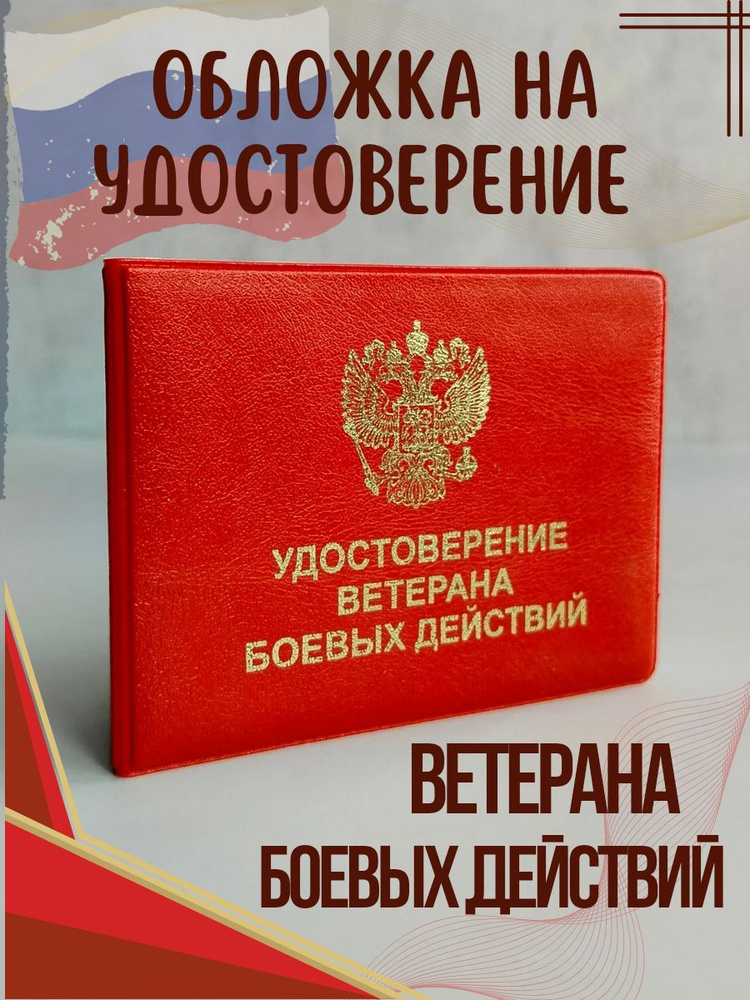 ОБЛОЖКА НА
УДОСТОВЕРЕНИЕ
УДОСТОВЕРЕНИЕ
ВЕТЕРАНА
БОЕВЫХ ДЕЙСТВИЙ
ВЕТЕРАНА
БОЕВЫХ ДЕЙСТВИЙ